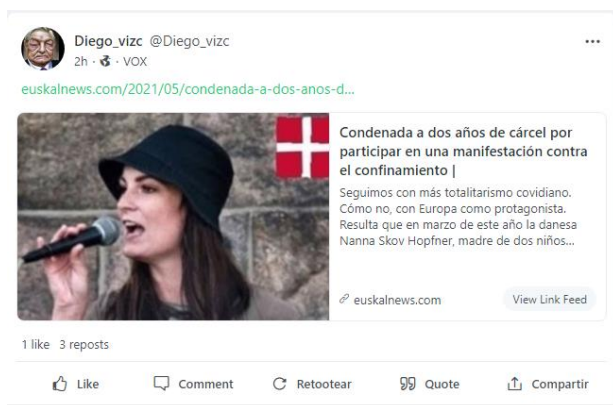 Diego_vizc @Diego_vizc
2h · VOX
euskalnews.com/2021/05/condenada-a-dos-anos-d...
Condenada a dos años de cárcel por
participar en una manifestación contra
el confinamiento |
Seguimos con más totalitarismo covidiano.
Cómo no, con Europa como protagonista.
Resulta que en marzo de este año la danesa
Nanna Skov Hopfner, madre de dos niños...
euskalnews.com
View Link Feed
1 like 3 reposts
Like Comment Retootear Quote Compartir